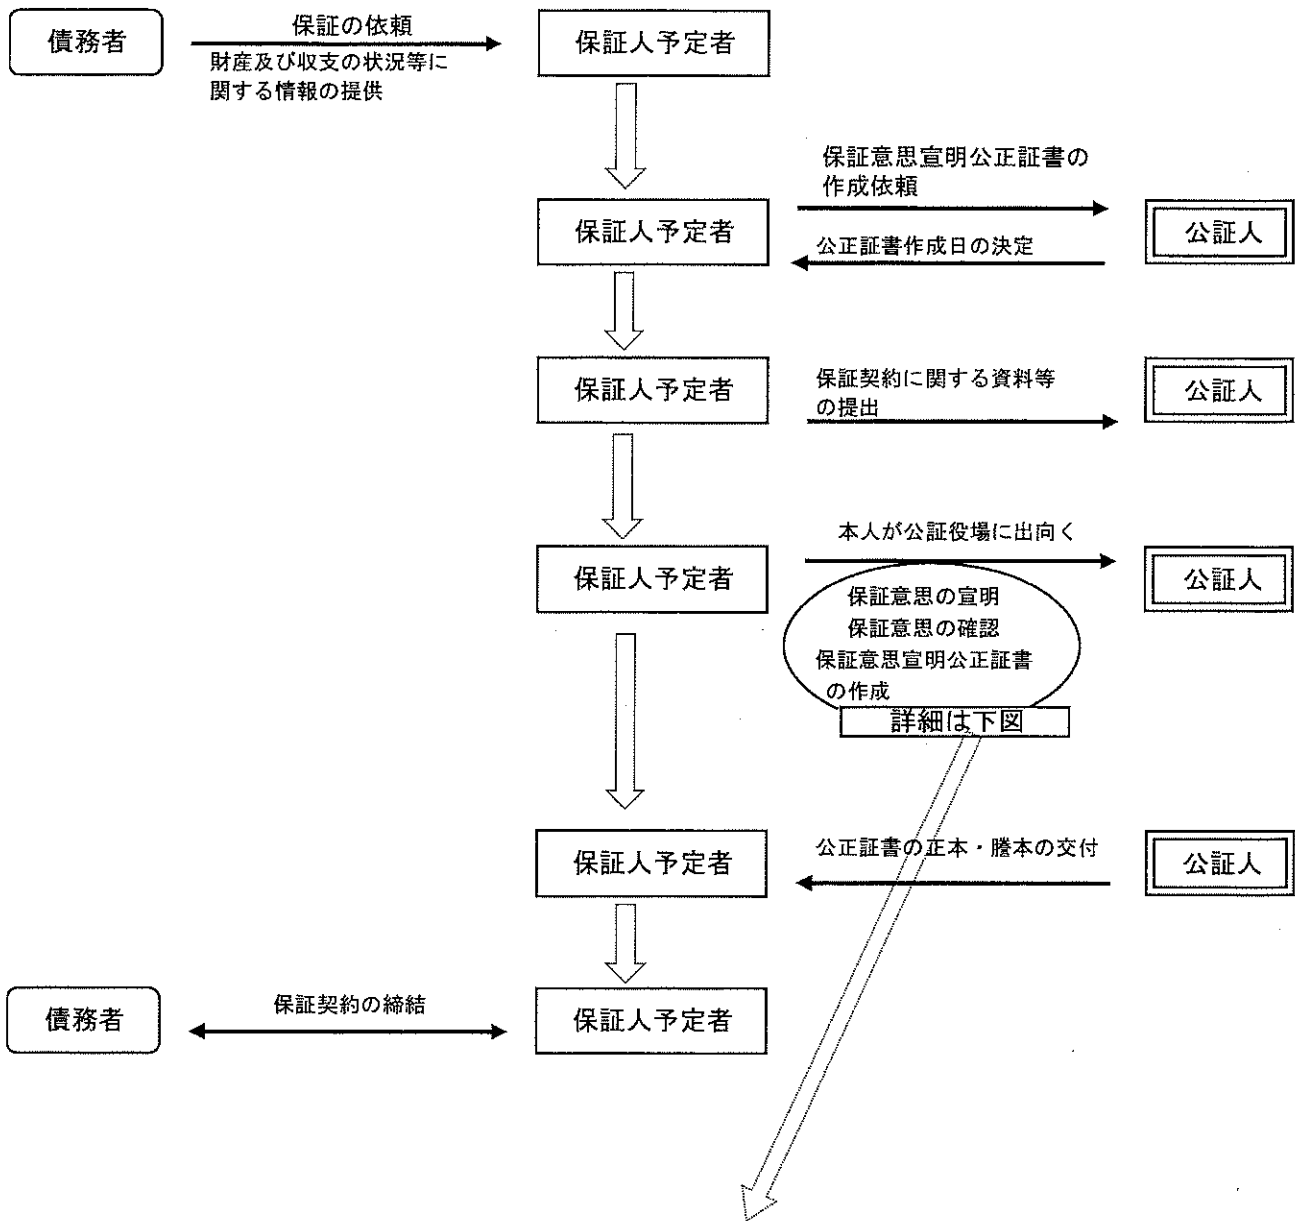 債務者
保証の依頼
財産及び収支の状況等に
関する情報の提供
保証人予定者
保証人予定者
保証意思宣明公正証書の
作成依頼
公正証書作成日の決定
公証人
保証人予定者
保証契約に関する資料等
の提出
公証人
保証人予定者
本人が公証役場に出向く
公証人
保証意思の宣明
保証意思の確認
保証意思宣明公正証書
の作成
詳細は下図
保証人予定者
公正証書の正本・謄本の交付
公証人
債務者
保証契約の締結
保証人予定者